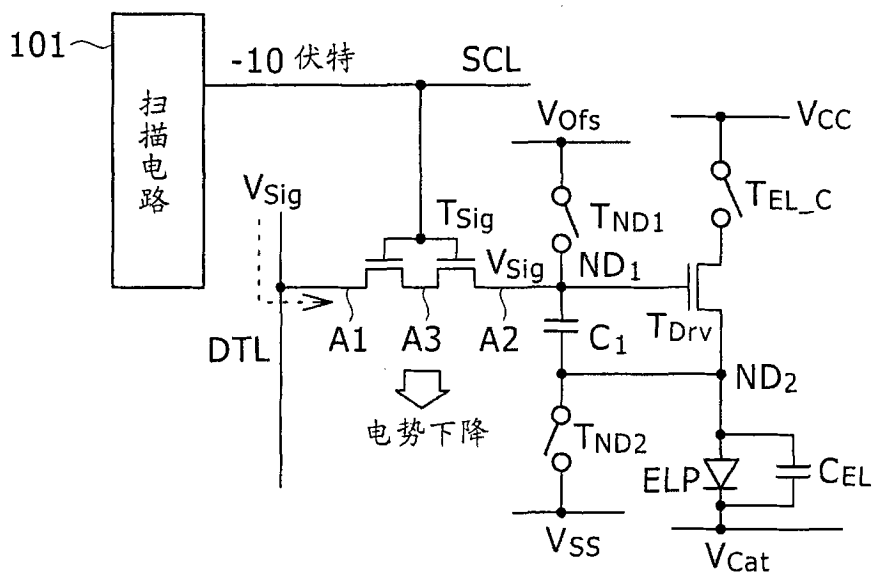 101
扫描电路
-10 伏特
SCL
VOfs
VCC
VSig
TSig
TND1
TEL_C
VSig
ND1
A1
A3
A2
C1
TDrv
DTL
ND2
电势下降
TND2
ELP
CEL
VSS
VCat